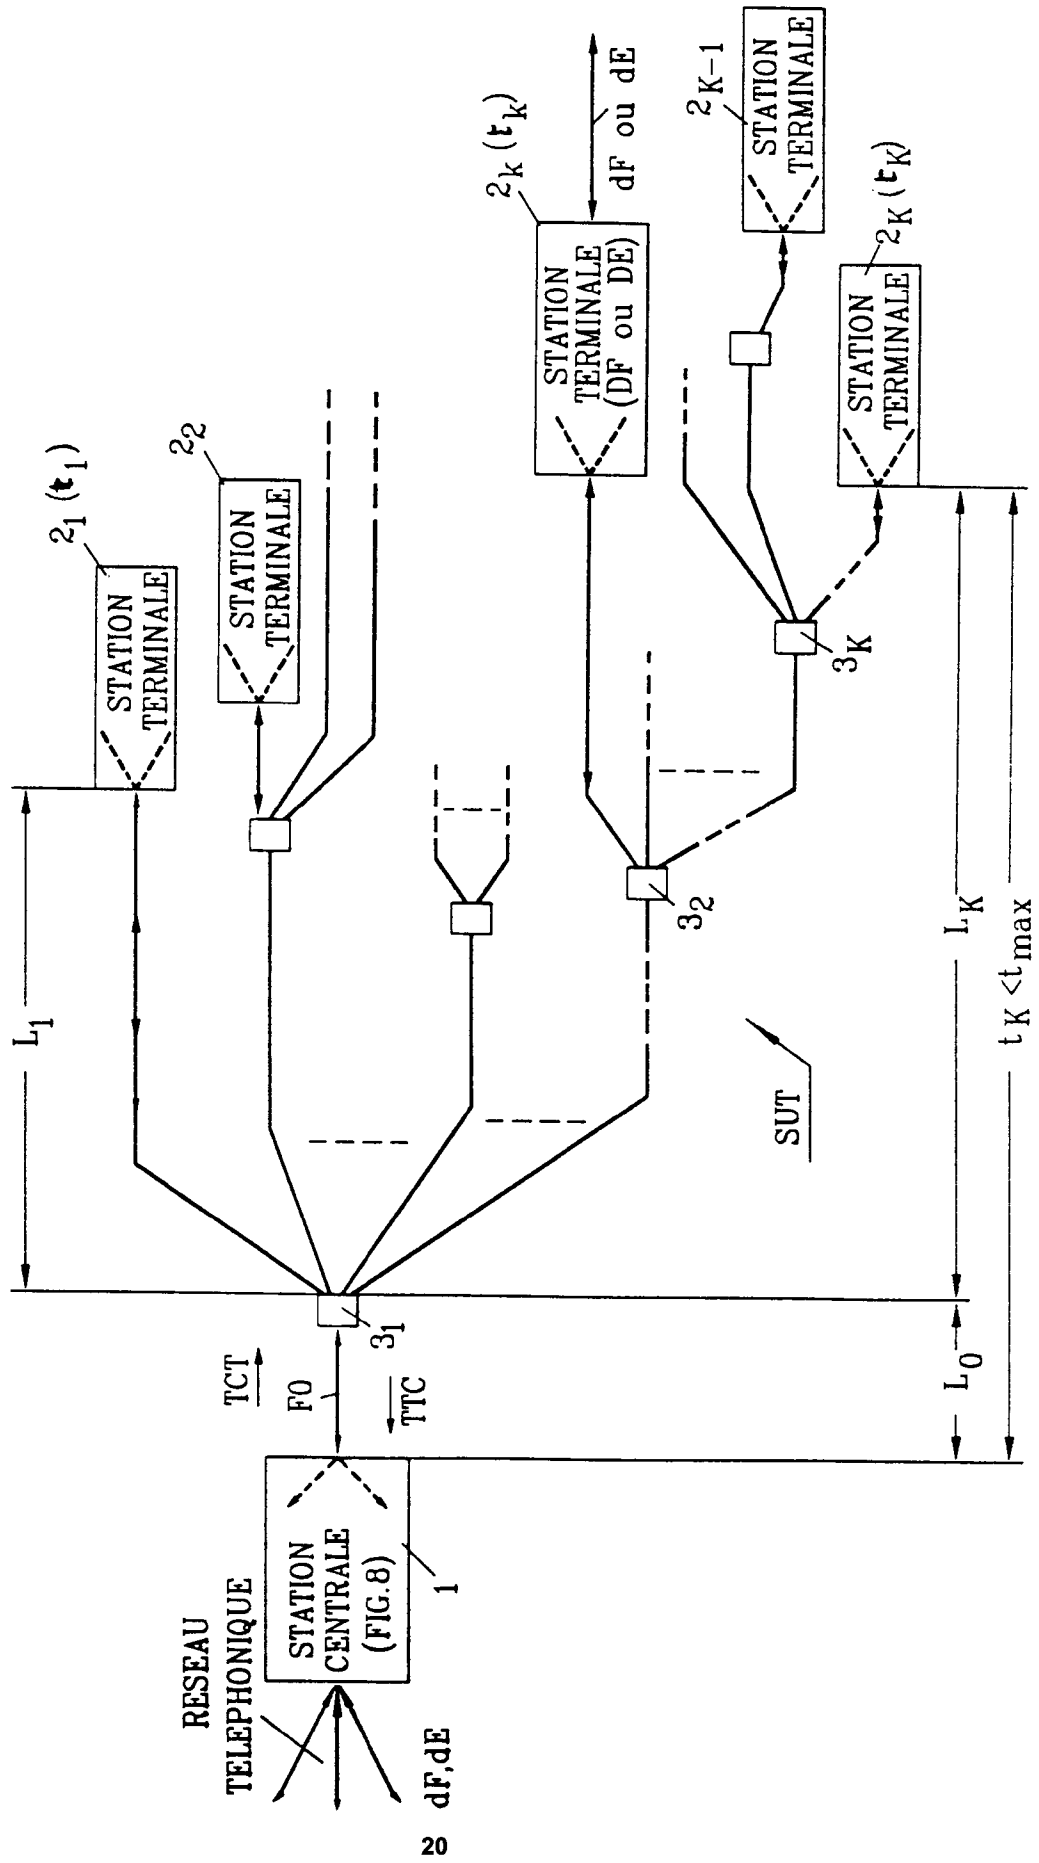 RESEAU
TELEPHONIQUE
dF,dE
STATION
CENTRALE
(FIG.8)
1
TCT
FO
TTC
3₁
L₁
2₁ (t₁)
STATION
TERMINALE
2₂
STATION
TERMINALE
3₂
2k (tk)
STATION
TERMINALE
(DF ou DE)
dF ou dE
3K
2K-1
STATION
TERMINALE
2K (tK)
STATION
TERMINALE
SUT
L₀
LK
tK <tmax
20